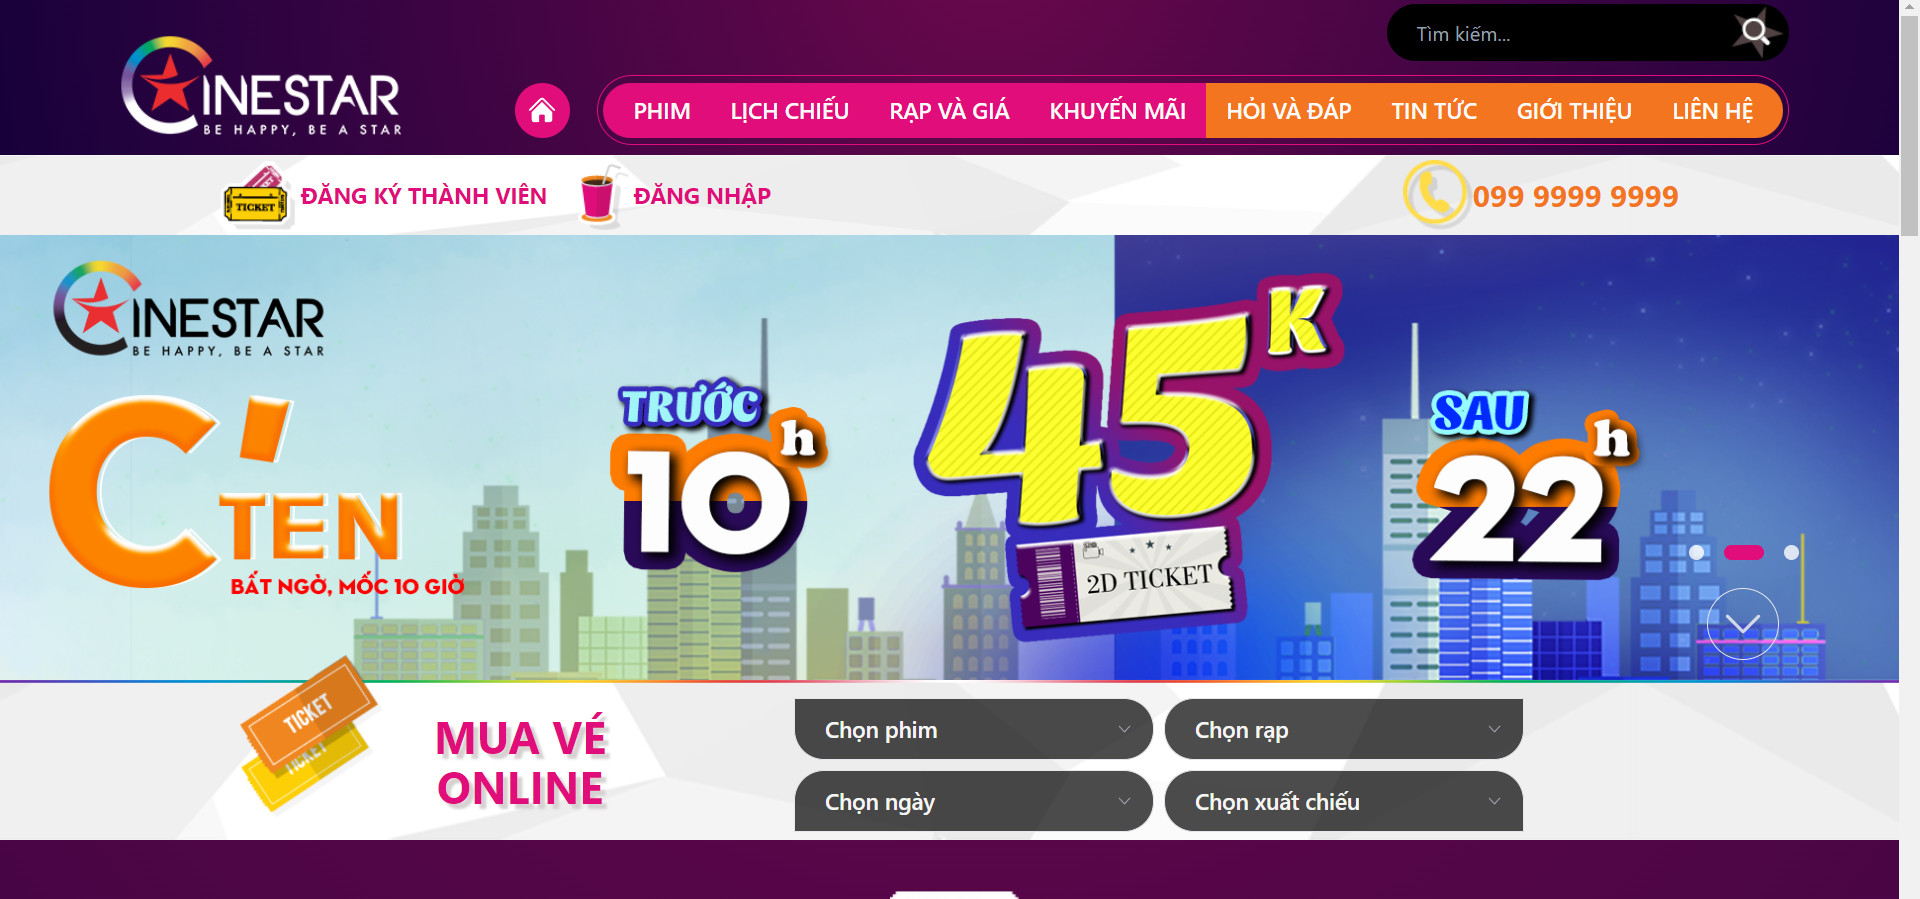 Tìm kiếm...
CINESTAR
BE HAPPY, BE A STAR
PHIM LỊCH CHIẾU RẠP VÀ GIÁ KHUYẾN MÃI HỎI VÀ ĐÁP TIN TỨC GIỚI THIỆU LIÊN HỆ
TICKET
ĐĂNG KÝ THÀNH VIÊN ĐĂNG NHẬP 099 9999 9999
CINESTAR
BE HAPPY, BE A STAR
C'TEN
BẤT NGỜ, MỐC 10 GIỜ
TRƯỚC
10h
45K
2D TICKET
SAU
22h
TICKET
TICKET
MUA VÉ
ONLINE
Chọn phim Chọn rạp
Chọn ngày Chọn xuất chiếu